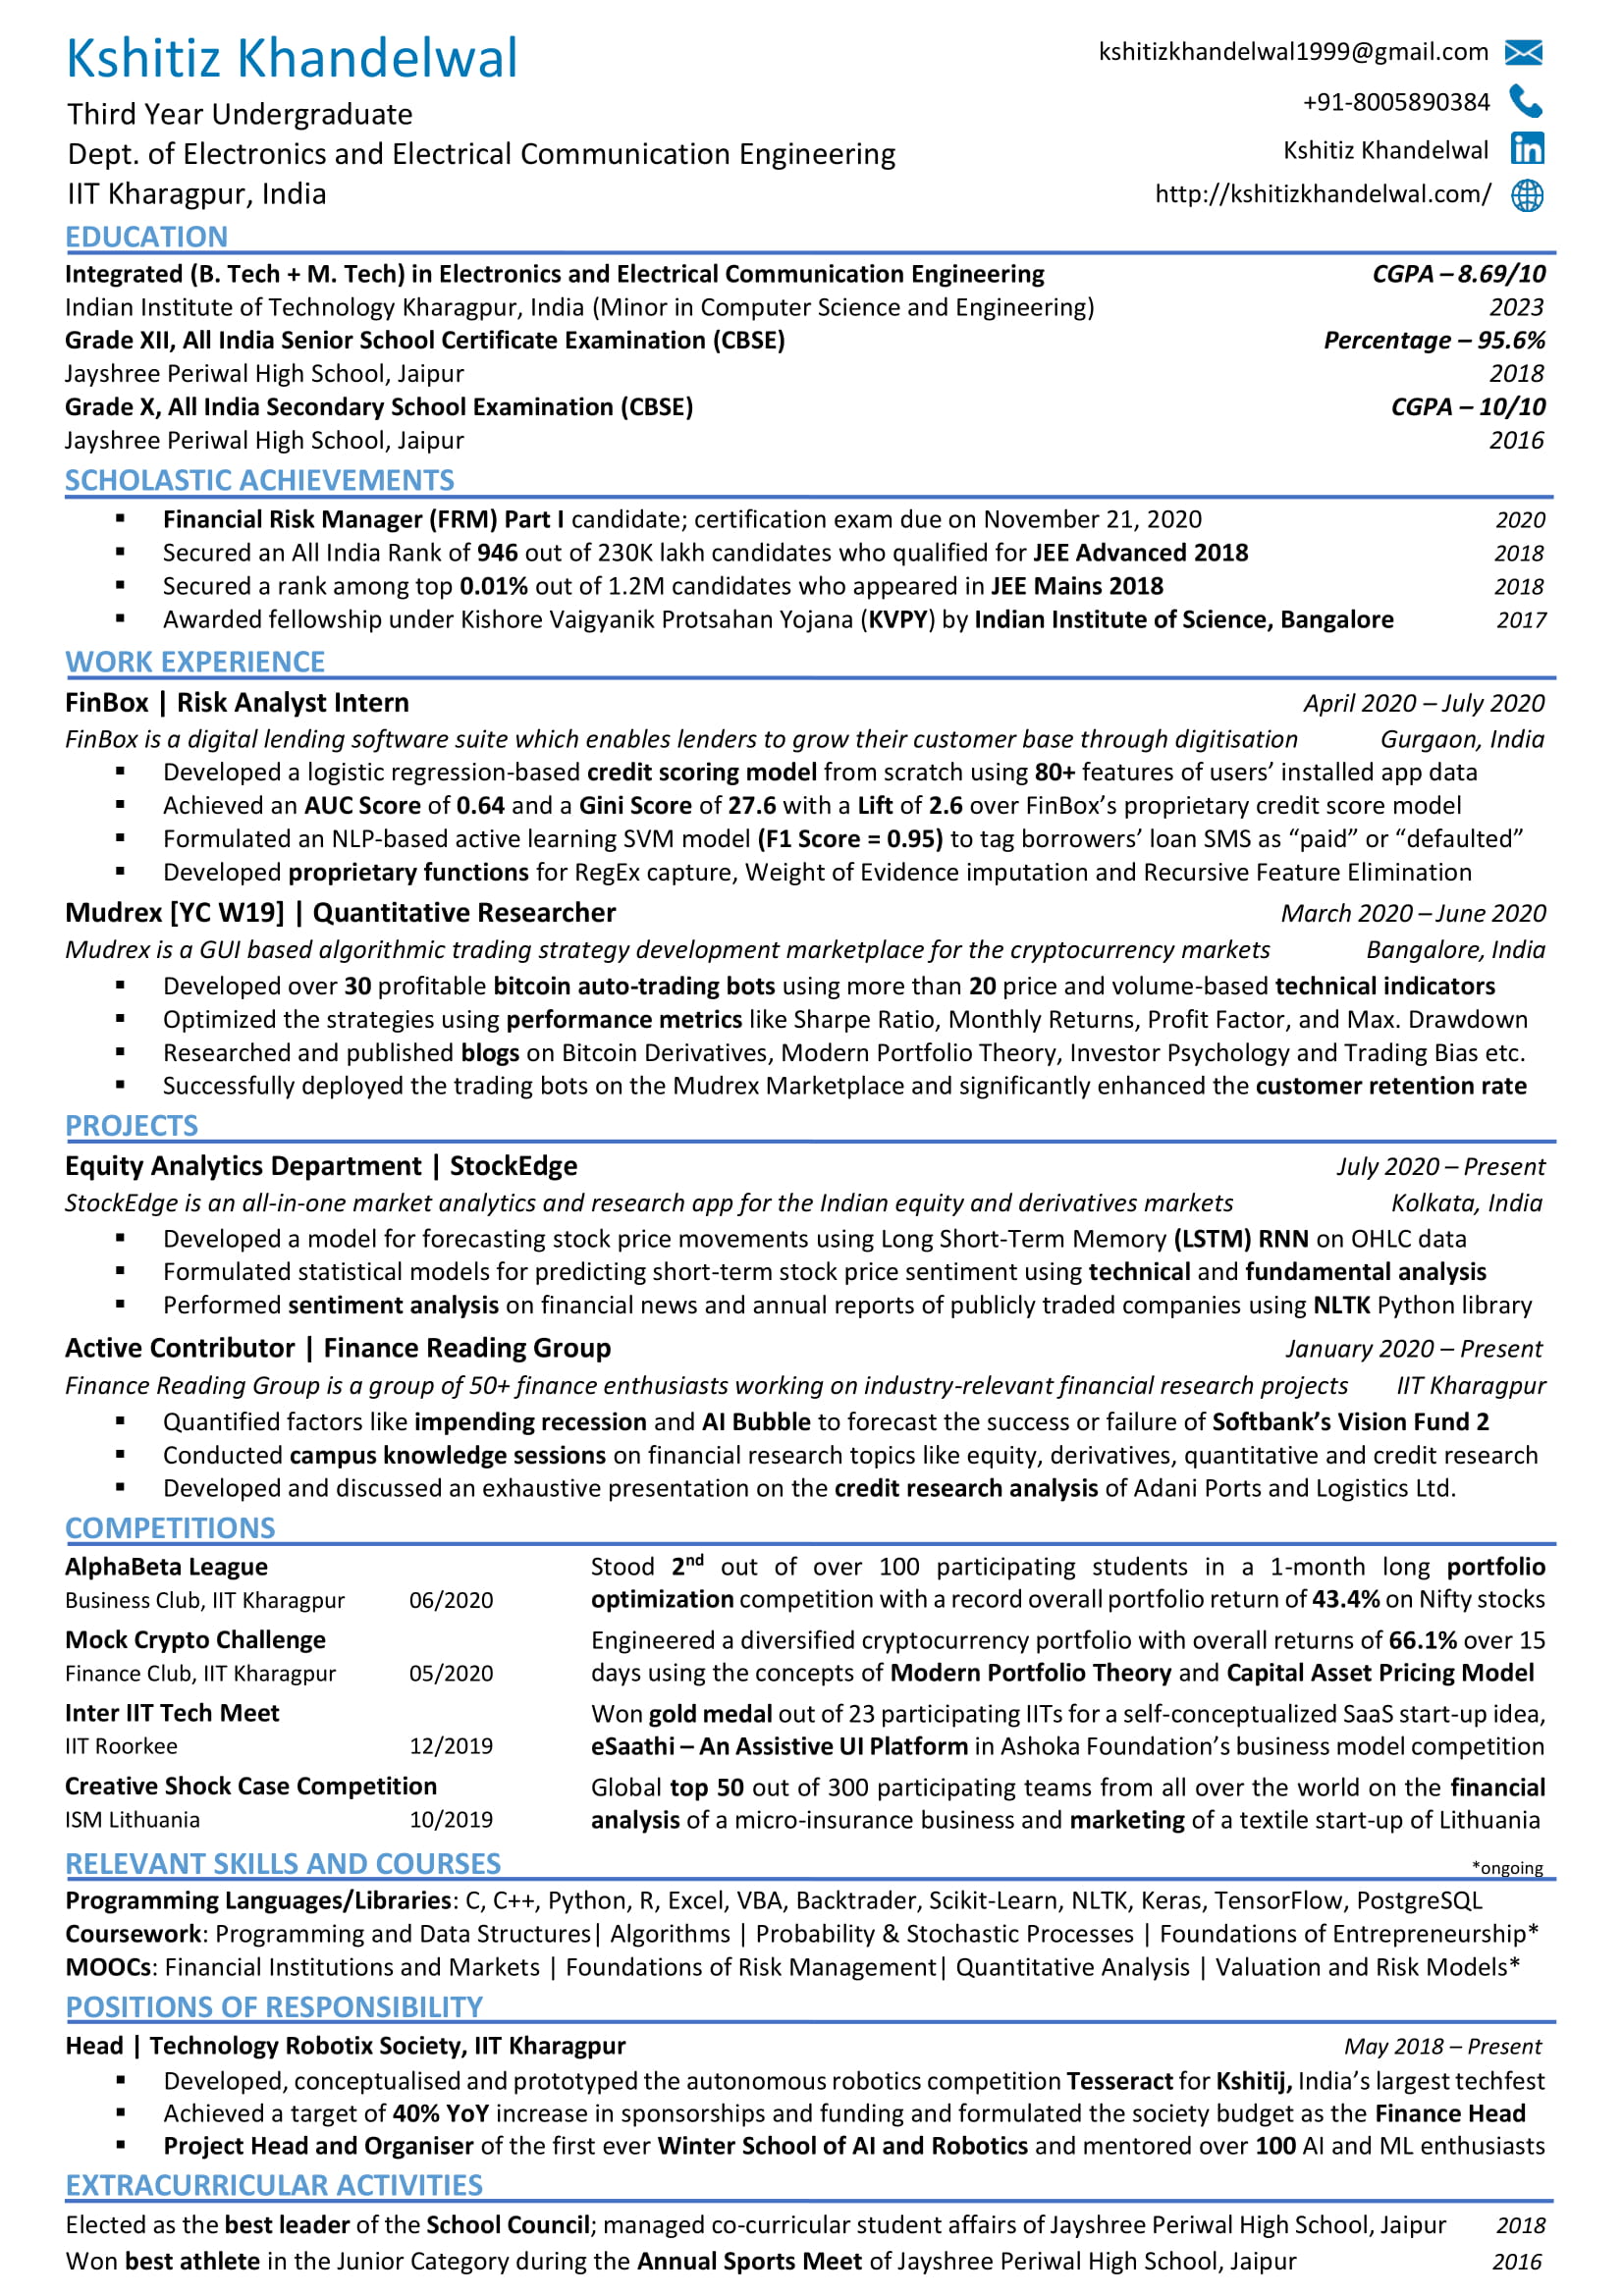 Kshitiz Khandelwal
kshitizkhandelwal1999@gmail.com
Third Year Undergraduate
+91-8005890384
Dept. of Electronics and Electrical Communication Engineering
Kshitiz Khandelwal
IIT Kharagpur, India
http://kshitizkhandelwal.com/
EDUCATION
Integrated (B. Tech + M. Tech) in Electronics and Electrical Communication Engineering CGPA – 8.69/10
Indian Institute of Technology Kharagpur, India (Minor in Computer Science and Engineering) 2023
Grade XII, All India Senior School Certificate Examination (CBSE) Percentage – 95.6%
Jayshree Periwal High School, Jaipur 2018
Grade X, All India Secondary School Examination (CBSE) CGPA – 10/10
Jayshree Periwal High School, Jaipur 2016
SCHOLASTIC ACHIEVEMENTS
▪ Financial Risk Manager (FRM) Part I candidate; certification exam due on November 21, 2020 2020
▪ Secured an All India Rank of 946 out of 230K lakh candidates who qualified for JEE Advanced 2018 2018
▪ Secured a rank among top 0.01% out of 1.2M candidates who appeared in JEE Mains 2018 2018
▪ Awarded fellowship under Kishore Vaigyanik Protsahan Yojana (KVPY) by Indian Institute of Science, Bangalore 2017
WORK EXPERIENCE
FinBox | Risk Analyst Intern April 2020 – July 2020
FinBox is a digital lending software suite which enables lenders to grow their customer base through digitisation Gurgaon, India
▪ Developed a logistic regression-based credit scoring model from scratch using 80+ features of users’ installed app data
▪ Achieved an AUC Score of 0.64 and a Gini Score of 27.6 with a Lift of 2.6 over FinBox’s proprietary credit score model
▪ Formulated an NLP-based active learning SVM model (F1 Score = 0.95) to tag borrowers’ loan SMS as “paid” or “defaulted”
▪ Developed proprietary functions for RegEx capture, Weight of Evidence imputation and Recursive Feature Elimination
Mudrex [YC W19] | Quantitative Researcher March 2020 – June 2020
Mudrex is a GUI based algorithmic trading strategy development marketplace for the cryptocurrency markets Bangalore, India
▪ Developed over 30 profitable bitcoin auto-trading bots using more than 20 price and volume-based technical indicators
▪ Optimized the strategies using performance metrics like Sharpe Ratio, Monthly Returns, Profit Factor, and Max. Drawdown
▪ Researched and published blogs on Bitcoin Derivatives, Modern Portfolio Theory, Investor Psychology and Trading Bias etc.
▪ Successfully deployed the trading bots on the Mudrex Marketplace and significantly enhanced the customer retention rate
PROJECTS
Equity Analytics Department | StockEdge July 2020 – Present
StockEdge is an all-in-one market analytics and research app for the Indian equity and derivatives markets Kolkata, India
▪ Developed a model for forecasting stock price movements using Long Short-Term Memory (LSTM) RNN on OHLC data
▪ Formulated statistical models for predicting short-term stock price sentiment using technical and fundamental analysis
▪ Performed sentiment analysis on financial news and annual reports of publicly traded companies using NLTK Python library
Active Contributor | Finance Reading Group January 2020 – Present
Finance Reading Group is a group of 50+ finance enthusiasts working on industry-relevant financial research projects IIT Kharagpur
▪ Quantified factors like impending recession and AI Bubble to forecast the success or failure of Softbank’s Vision Fund 2
▪ Conducted campus knowledge sessions on financial research topics like equity, derivatives, quantitative and credit research
▪ Developed and discussed an exhaustive presentation on the credit research analysis of Adani Ports and Logistics Ltd.
COMPETITIONS
AlphaBeta League Stood 2nd out of over 100 participating students in a 1-month long portfolio
Business Club, IIT Kharagpur 06/2020 optimization competition with a record overall portfolio return of 43.4% on Nifty stocks
Mock Crypto Challenge Engineered a diversified cryptocurrency portfolio with overall returns of 66.1% over 15
Finance Club, IIT Kharagpur 05/2020 days using the concepts of Modern Portfolio Theory and Capital Asset Pricing Model
Inter IIT Tech Meet Won gold medal out of 23 participating IITs for a self-conceptualized SaaS start-up idea,
IIT Roorkee 12/2019 eSaathi – An Assistive UI Platform in Ashoka Foundation’s business model competition
Creative Shock Case Competition Global top 50 out of 300 participating teams from all over the world on the financial
ISM Lithuania 10/2019 analysis of a micro-insurance business and marketing of a textile start-up of Lithuania
RELEVANT SKILLS AND COURSES *ongoing
Programming Languages/Libraries: C, C++, Python, R, Excel, VBA, Backtrader, Scikit-Learn, NLTK, Keras, TensorFlow, PostgreSQL
Coursework: Programming and Data Structures| Algorithms | Probability & Stochastic Processes | Foundations of Entrepreneurship*
MOOCs: Financial Institutions and Markets | Foundations of Risk Management| Quantitative Analysis | Valuation and Risk Models*
POSITIONS OF RESPONSIBILITY
Head | Technology Robotix Society, IIT Kharagpur May 2018 – Present
▪ Developed, conceptualised and prototyped the autonomous robotics competition Tesseract for Kshitij, India’s largest techfest
▪ Achieved a target of 40% YoY increase in sponsorships and funding and formulated the society budget as the Finance Head
▪ Project Head and Organiser of the first ever Winter School of AI and Robotics and mentored over 100 AI and ML enthusiasts
EXTRACURRICULAR ACTIVITIES
Elected as the best leader of the School Council; managed co-curricular student affairs of Jayshree Periwal High School, Jaipur 2018
Won best athlete in the Junior Category during the Annual Sports Meet of Jayshree Periwal High School, Jaipur 2016